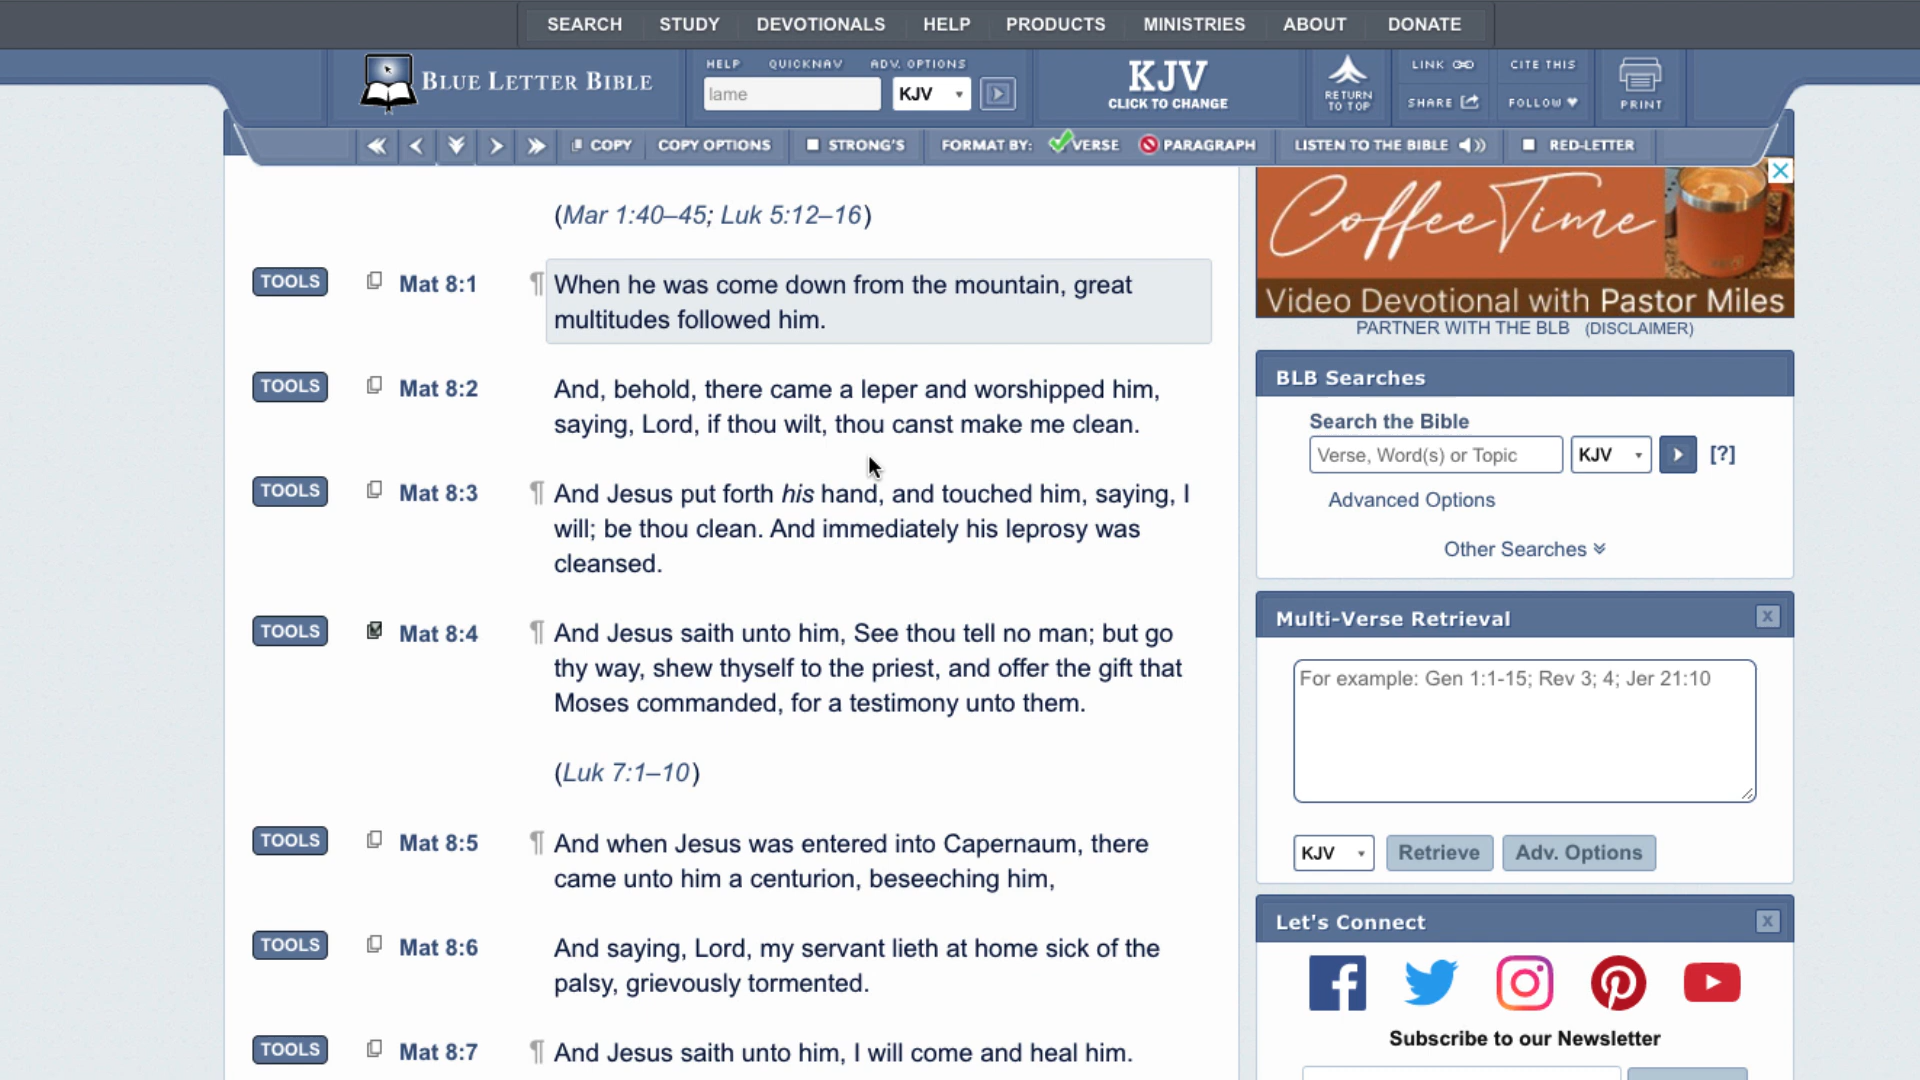 SEARCH STUDY DEVOTIONALS HELP PRODUCTS MINISTRIES ABOUT DONATE
BLUE LETTER BIBLE
HELP QUICKNAV ADV. OPTIONS
lame KJV
KJV
CLICK TO CHANGE
RETURN
TO TOP
LINK CITE THIS
SHARE FOLLOW
PRINT
COPY COPY OPTIONS STRONG'S FORMAT BY: VERSE PARAGRAPH LISTEN TO THE BIBLE RED-LETTER
(Mar 1:40–45; Luk 5:12–16)
TOOLS Mat 8:1 ¶ When he was come down from the mountain, great
multitudes followed him.
TOOLS Mat 8:2 And, behold, there came a leper and worshipped him,
saying, Lord, if thou wilt, thou canst make me clean.
TOOLS Mat 8:3 ¶ And Jesus put forth his hand, and touched him, saying, I
will; be thou clean. And immediately his leprosy was
cleansed.
TOOLS Mat 8:4 ¶ And Jesus saith unto him, See thou tell no man; but go
thy way, shew thyself to the priest, and offer the gift that
Moses commanded, for a testimony unto them.
(Luk 7:1–10)
TOOLS Mat 8:5 ¶ And when Jesus was entered into Capernaum, there
came unto him a centurion, beseeching him,
TOOLS Mat 8:6 And saying, Lord, my servant lieth at home sick of the
palsy, grievously tormented.
TOOLS Mat 8:7 ¶ And Jesus saith unto him, I will come and heal him.
Coffee Time
Video Devotional with Pastor Miles
PARTNER WITH THE BLB (DISCLAIMER)
BLB Searches
Search the Bible
Verse, Word(s) or Topic KJV [?]
Advanced Options
Other Searches
Multi-Verse Retrieval X
For example: Gen 1:1-15; Rev 3; 4; Jer 21:10
KJV Retrieve Adv. Options
Let's Connect X
Subscribe to our Newsletter